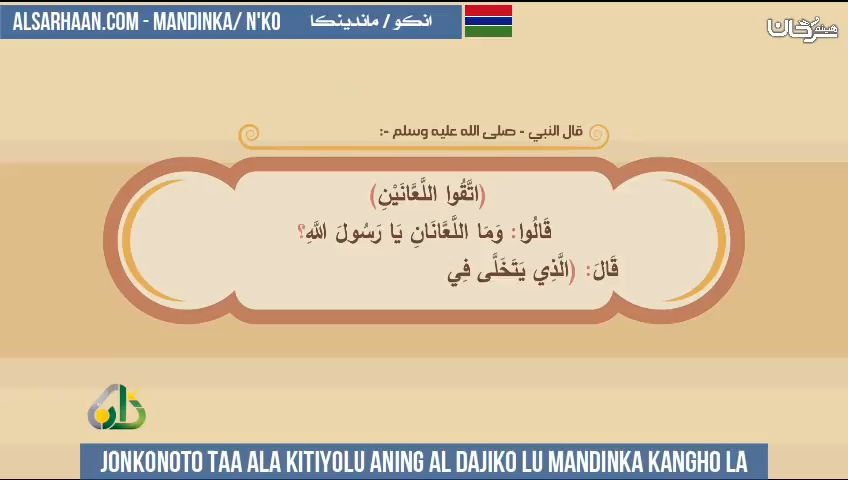 ALSARHAAN.COM - MANDINKA/ N'KO انكو / ماندينكا
قال النبي - صلى الله عليه وسلم -:
(اتَّقُوا اللَّعَّانَيْنِ)
قَالُوا: وَمَا اللَّعَّانَانِ يَا رَسُولَ اللَّهِ؟
قَالَ: (الَّذِي يَتَخَلَّى فِي
JONKONOTO TAA ALA KITIYOLU ANING AL DAJIKO LU MANDINKA KANGHO LA